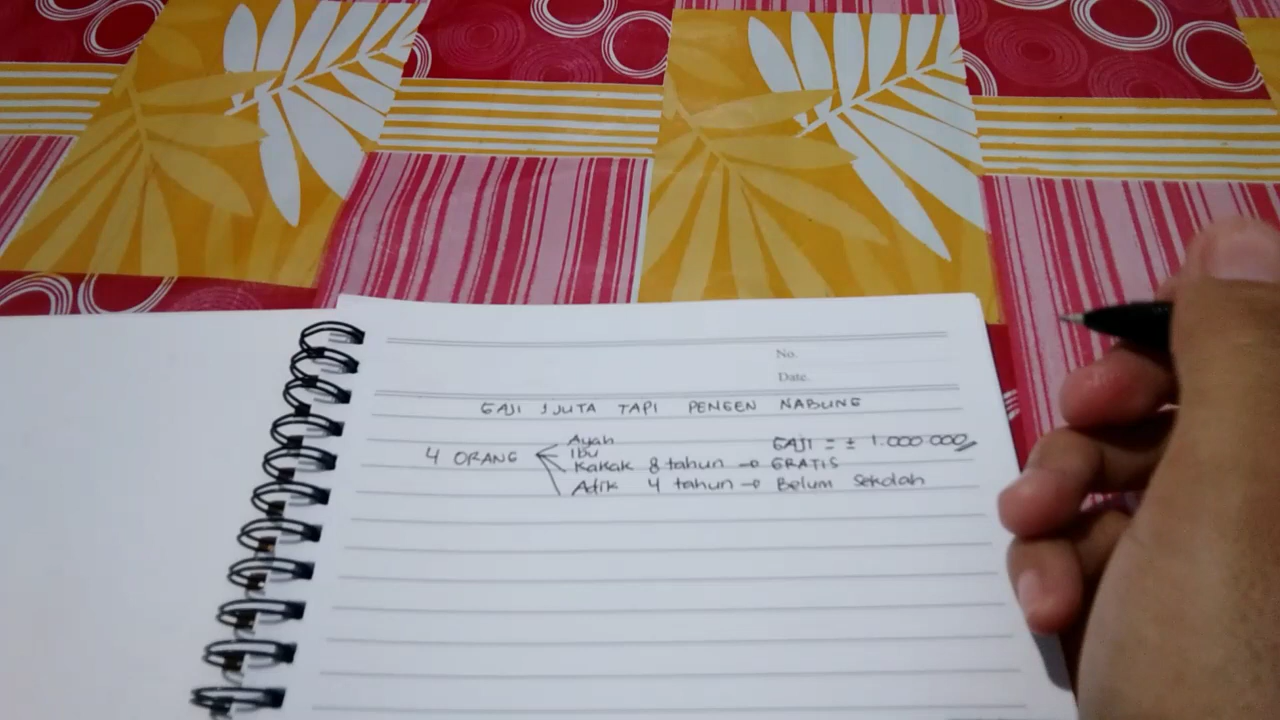 No.
Date.
GAJI 1 JUTA TAPI PENGEN NABUNG
Ayah
4 ORANG Ibu GAJI = ± 1.000.000,
Kakak 8 tahun → GRATIS
Adik 4 tahun → Belum Sekolah